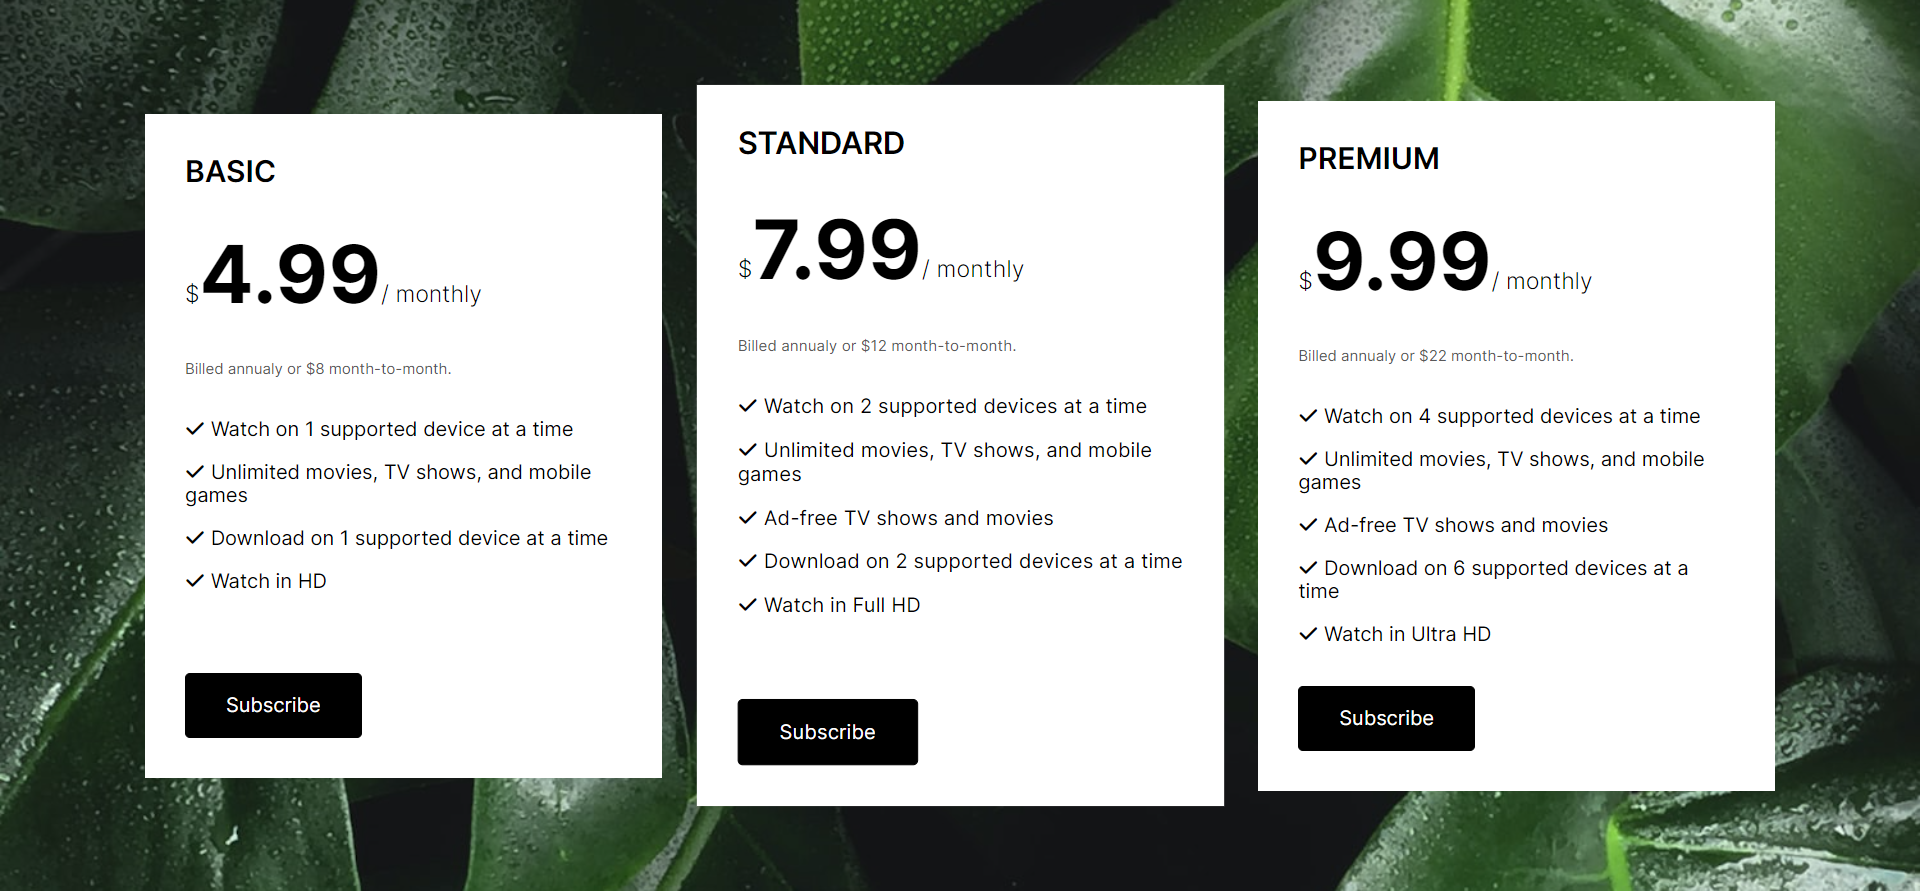 BASIC
$4.99/ monthly
Billed annualy or $8 month-to-month.
Watch on 1 supported device at a time
Unlimited movies, TV shows, and mobile
games
Download on 1 supported device at a time
Watch in HD
Subscribe
STANDARD
$7.99/ monthly
Billed annualy or $12 month-to-month.
Watch on 2 supported devices at a time
Unlimited movies, TV shows, and mobile
games
Ad-free TV shows and movies
Download on 2 supported devices at a time
Watch in Full HD
Subscribe
PREMIUM
$9.99/ monthly
Billed annualy or $22 month-to-month.
Watch on 4 supported devices at a time
Unlimited movies, TV shows, and mobile
games
Ad-free TV shows and movies
Download on 6 supported devices at a
time
Watch in Ultra HD
Subscribe